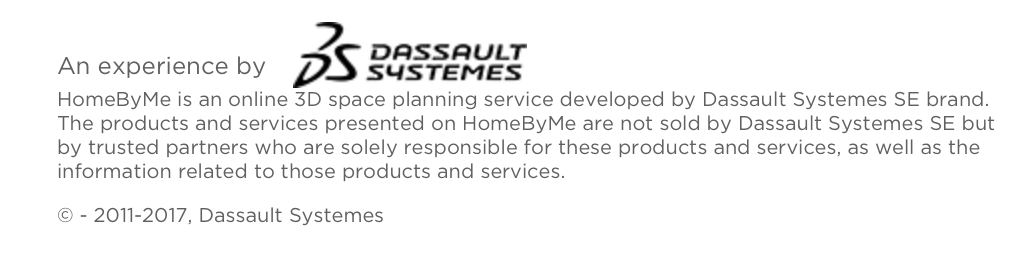 An experience by DASSAULT SYSTEMES
HomeByMe is an online 3D space planning service developed by Dassault Systemes SE brand.
The products and services presented on HomeByMe are not sold by Dassault Systemes SE but
by trusted partners who are solely responsible for these products and services, as well as the
information related to those products and services.
© - 2011-2017, Dassault Systemes